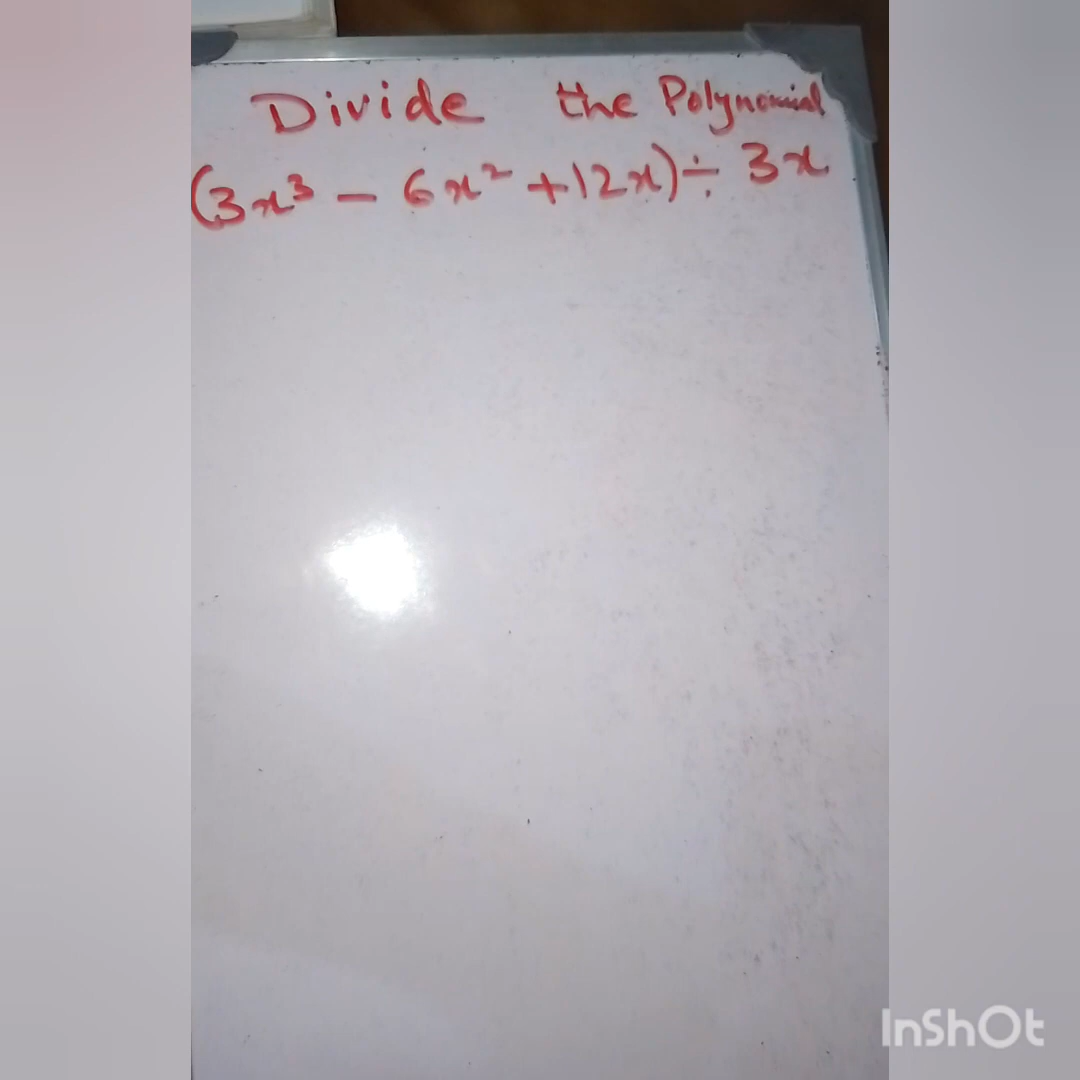 Divide the Polynomial
(3x³ - 6x² + 12x) ÷ 3x
InShOt